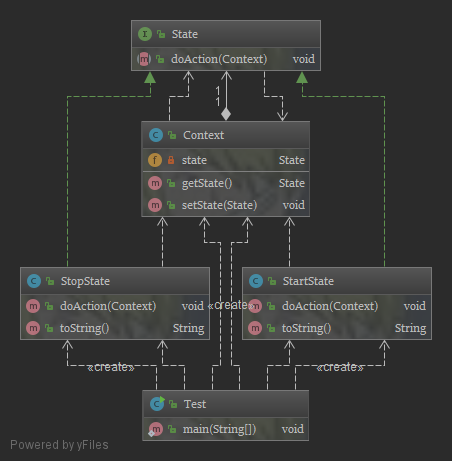 State
doAction(Context) void
1
1
Context
state State
getState() State
setState(State) void
StopState
doAction(Context) void
toString() String
«create»
StartState
doAction(Context) void
toString() String
«create»
«create»
Test
main(String[]) void
Powered by yFiles